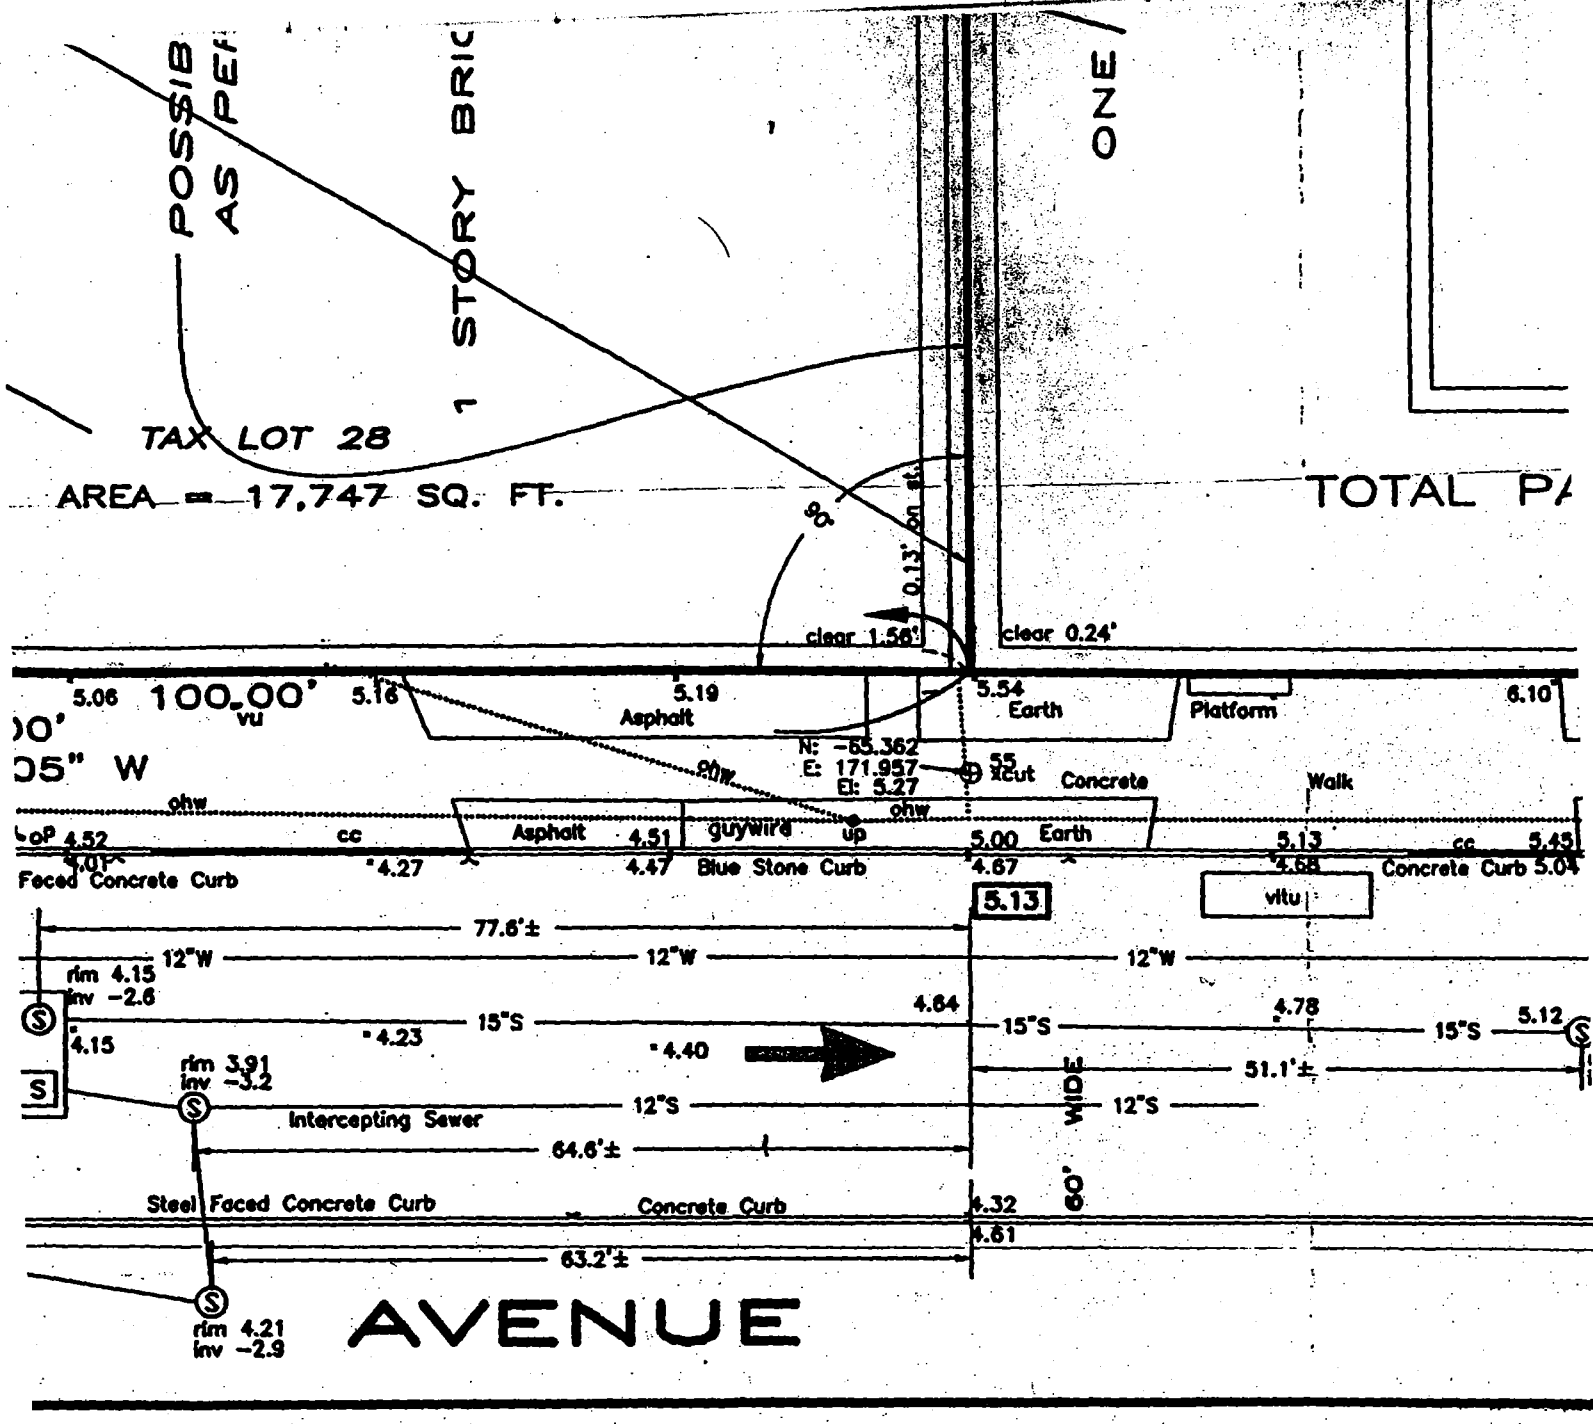 POSSIB
AS PER
1 STORY BRIC
ONE
TAX LOT 28
AREA = 17,747 SQ. FT.
TOTAL PA
90°
0.13' on st.
clear 1.56'
clear 0.24'
5.06
100.00'
vu
5.16
5.19
5.54
6.10
00'
05" W
Asphalt
Earth
Platform
N: -65.362
E: 171.957
El: 5.27
55
xcut
Concrete
Walk
ohw
ohw
ohw
oP
4.52
cc
Asphalt
4.51
guywire
up
5.00
Earth
5.13
cc
5.45
4.01
4.27
4.47
Blue Stone Curb
4.67
4.68
Concrete Curb
5.04
Faced Concrete Curb
5.13
vltu
77.6'±
12"W
12"W
12"W
rim 4.15
inv -2.6
S
4.15
15"S
4.23
4.40
4.64
15"S
4.78
15"S
5.12
S
51.1'±
S
rim 3.91
inv -3.2
S
Intercepting Sewer
12"S
12"S
64.6'±
60' WIDE
Steel Faced Concrete Curb
Concrete Curb
4.32
4.61
63.2'±
S
rim 4.21
inv -2.9
AVENUE